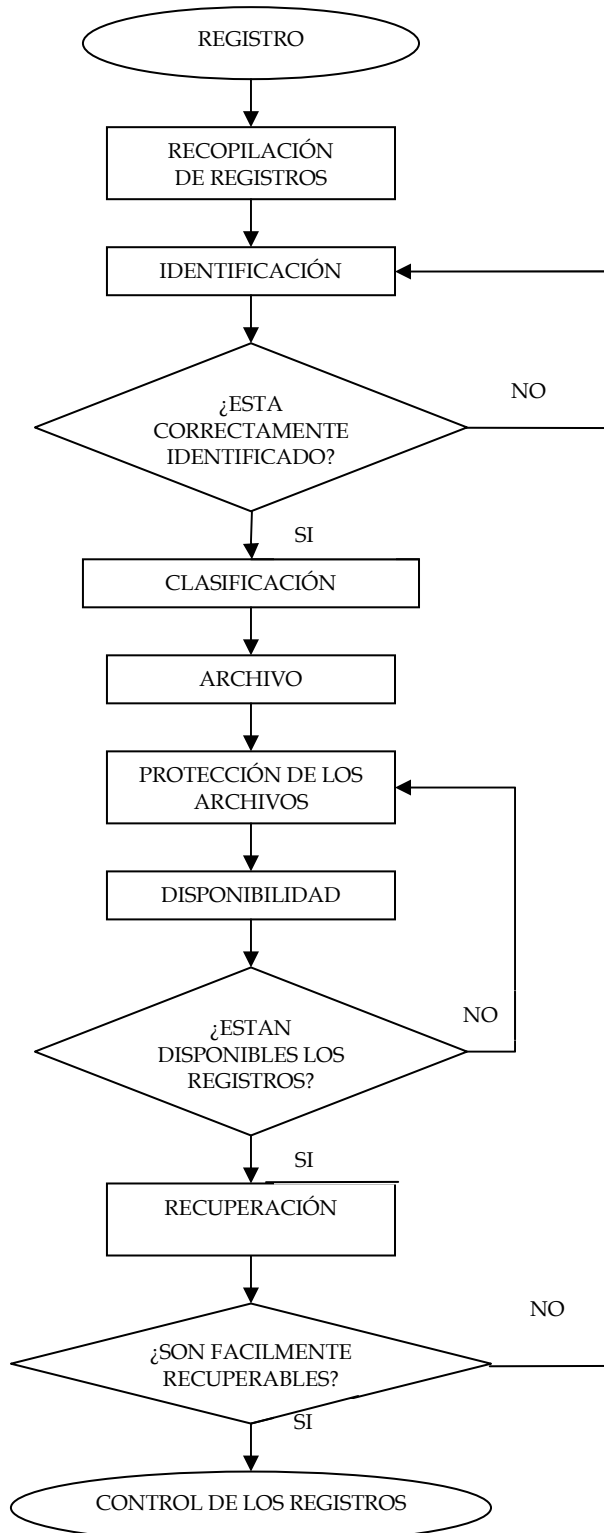 REGISTRO
RECOPILACIÓN
DE REGISTROS
IDENTIFICACIÓN
¿ESTA
CORRECTAMENTE
IDENTIFICADO?
NO
SI
CLASIFICACIÓN
ARCHIVO
PROTECCIÓN DE LOS
ARCHIVOS
DISPONIBILIDAD
¿ESTAN
DISPONIBLES LOS
REGISTROS?
NO
SI
RECUPERACIÓN
NO
¿SON FACILMENTE
RECUPERABLES?
SI
CONTROL DE LOS REGISTROS